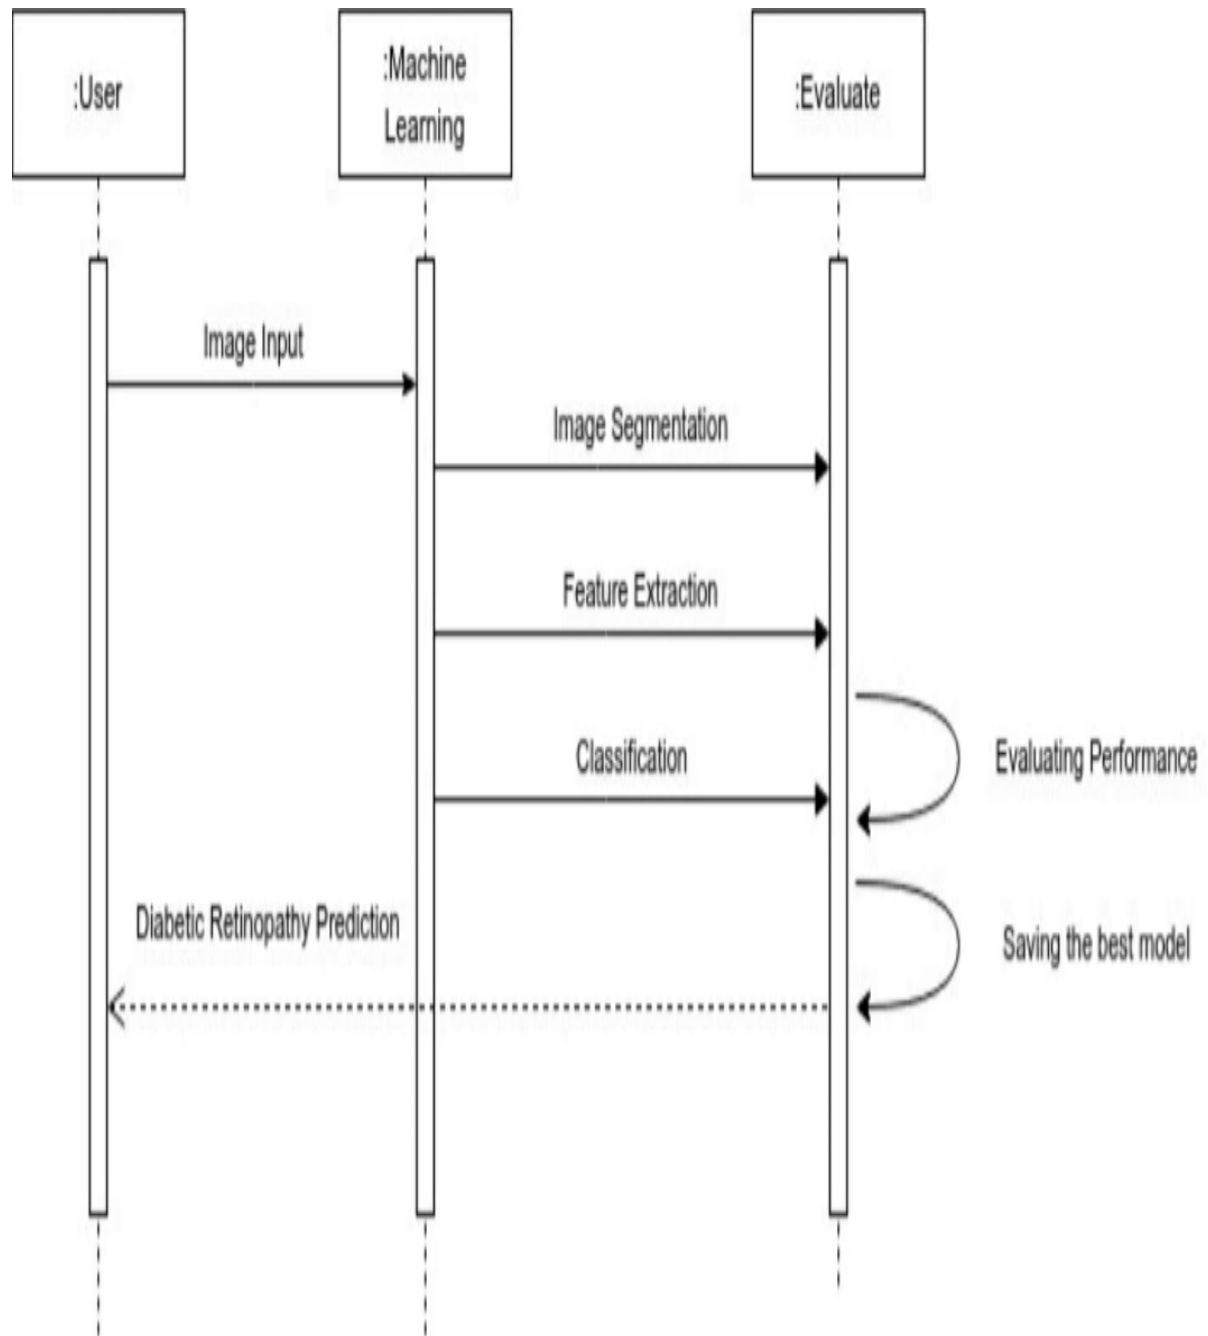 :User
:Machine
Learning
:Evaluate
Image Input
Image Segmentation
Feature Extraction
Classification
Evaluating Performance
Diabetic Retinopathy Prediction
Saving the best model